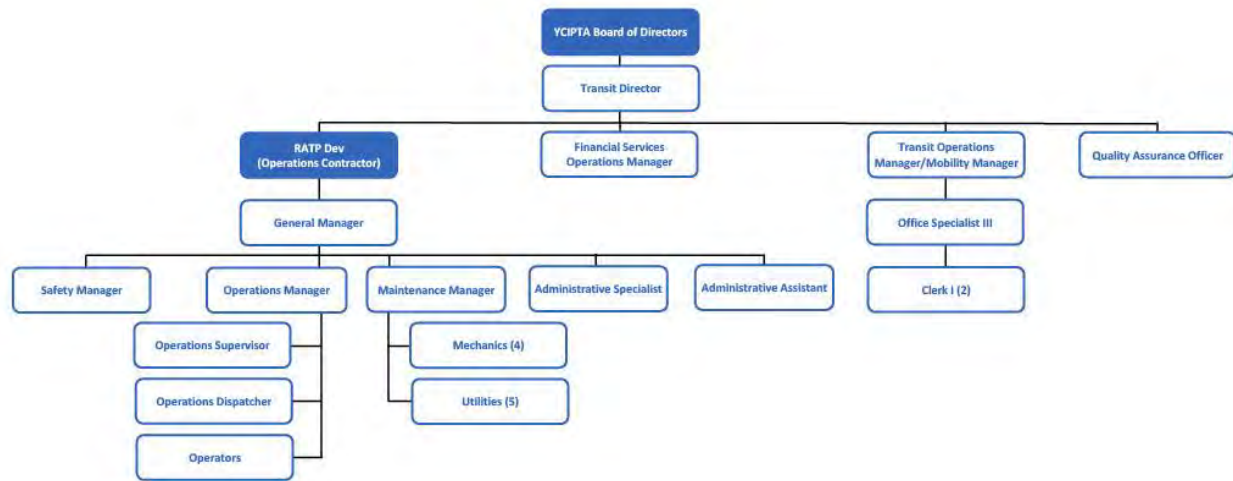 YCIPTA Board of Directors
Transit Director
RATP Dev
(Operations Contractor)
Financial Services
Operations Manager
Transit Operations
Manager/Mobility Manager
Quality Assurance Officer
General Manager
Office Specialist III
Safety Manager
Operations Manager
Maintenance Manager
Administrative Specialist
Administrative Assistant
Clerk I (2)
Operations Supervisor
Mechanics (4)
Operations Dispatcher
Utilities (5)
Operators